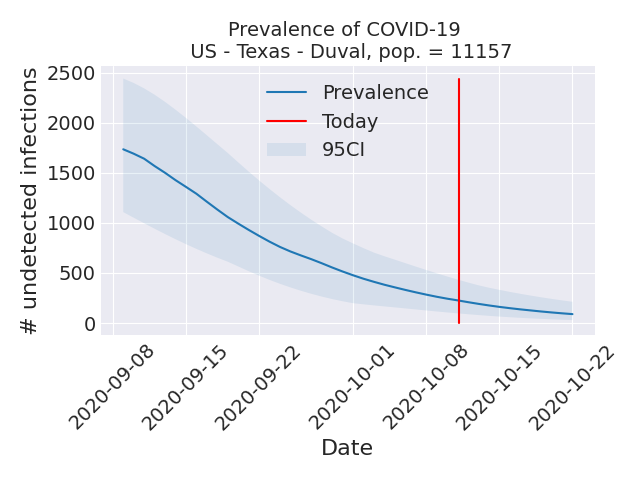 Prevalence of COVID-19
US - Texas - Duval, pop. = 11157
# undetected infections
2500
2000
1500
1000
500
0
Prevalence
Today
95CI
2020-09-08
2020-09-15
2020-09-22
2020-10-01
2020-10-08
2020-10-15
2020-10-22
Date